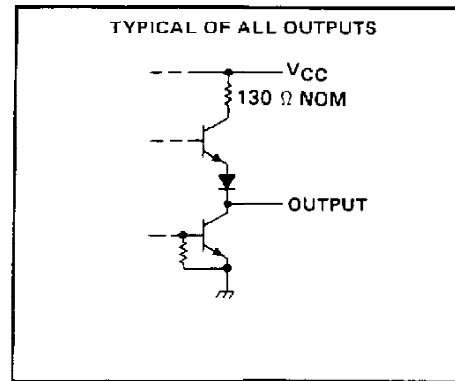 TYPICAL OF ALL OUTPUTS
VCC
130 Ω NOM
OUTPUT